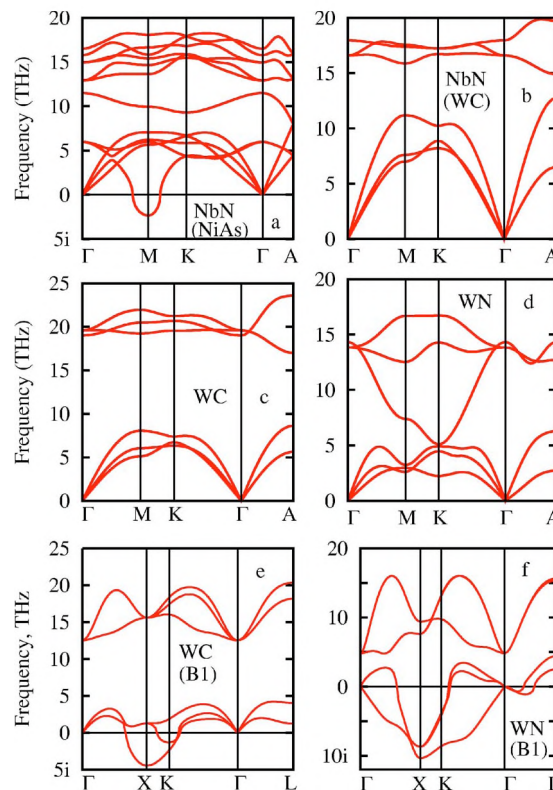 Frequency (THz)
20
15
10
5
0
5i
NbN
(NiAs)
a
Γ M K Γ A
20
15
10
5
0
NbN
(WC)
b
Γ M K Γ A
Frequency (THz)
25
20
15
10
5
0
WC
c
Γ M K Γ A
20
15
10
5
0
WN
d
Γ M K Γ A
Frequency, THz
25
20
15
10
5
0
5i
e
WC
(B1)
Γ X K Γ L
20
10
0
10i
f
WN
(B1)
Γ X K Γ